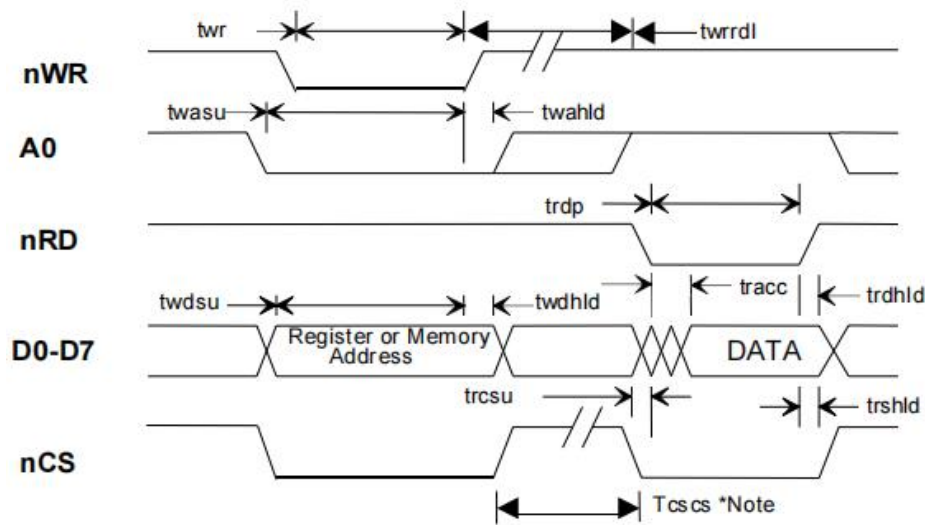 twr
twrrdl
nWR
twasu
twahld
A0
trdp
nRD
tracc
twdsu
twdhld
trdhld
D0-D7
Register or Memory
Address
DATA
trcsu
trshld
nCS
Tcscs *Note